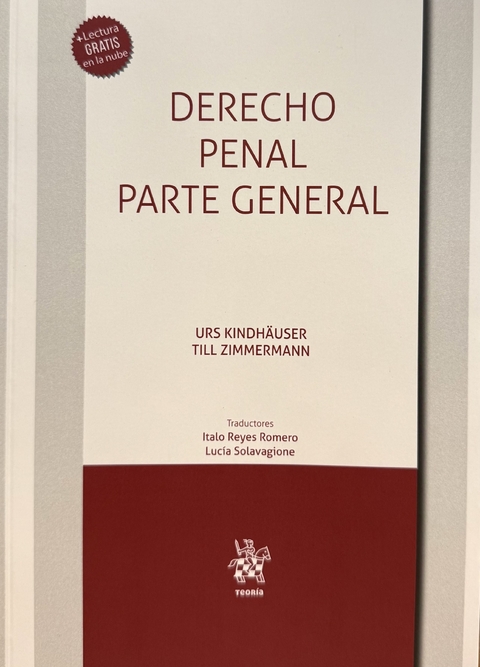 +Lectura
GRATIS
en la nube
DERECHO
PENAL
PARTE GENERAL
URS KINDHÄUSER
TILL ZIMMERMANN
Traductores
Italo Reyes Romero
Lucía Solavagione
TEORÍA